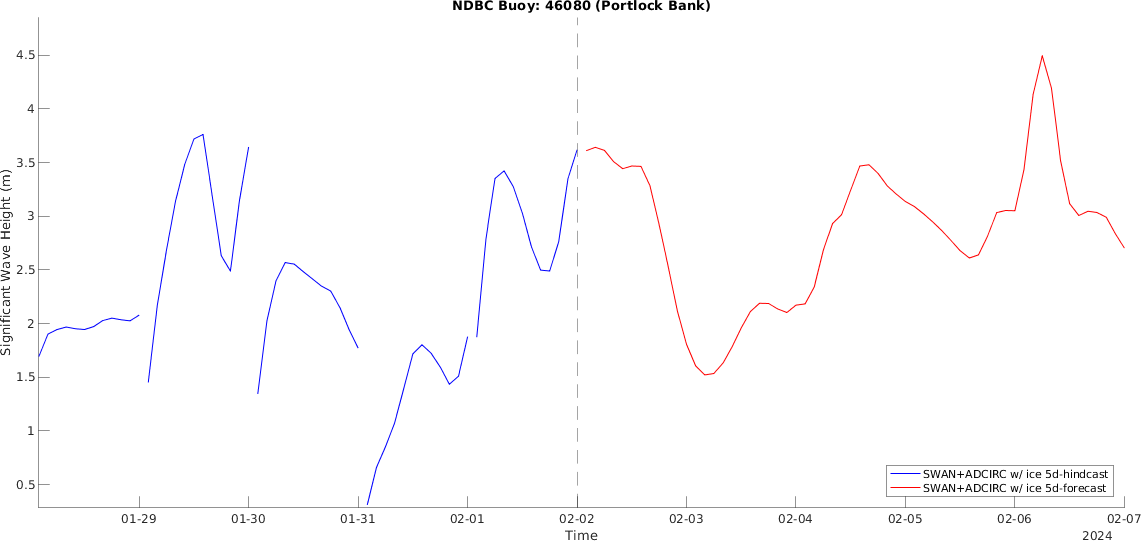 NDBC Buoy: 46080 (Portlock Bank)
Significant Wave Height (m)
4.5
4
3.5
3
2.5
2
1.5
1
0.5
SWAN+ADCIRC w/ ice 5d-hindcast
SWAN+ADCIRC w/ ice 5d-forecast
01-29 01-30 01-31 02-01 02-02 02-03 02-04 02-05 02-06 02-07
Time
2024